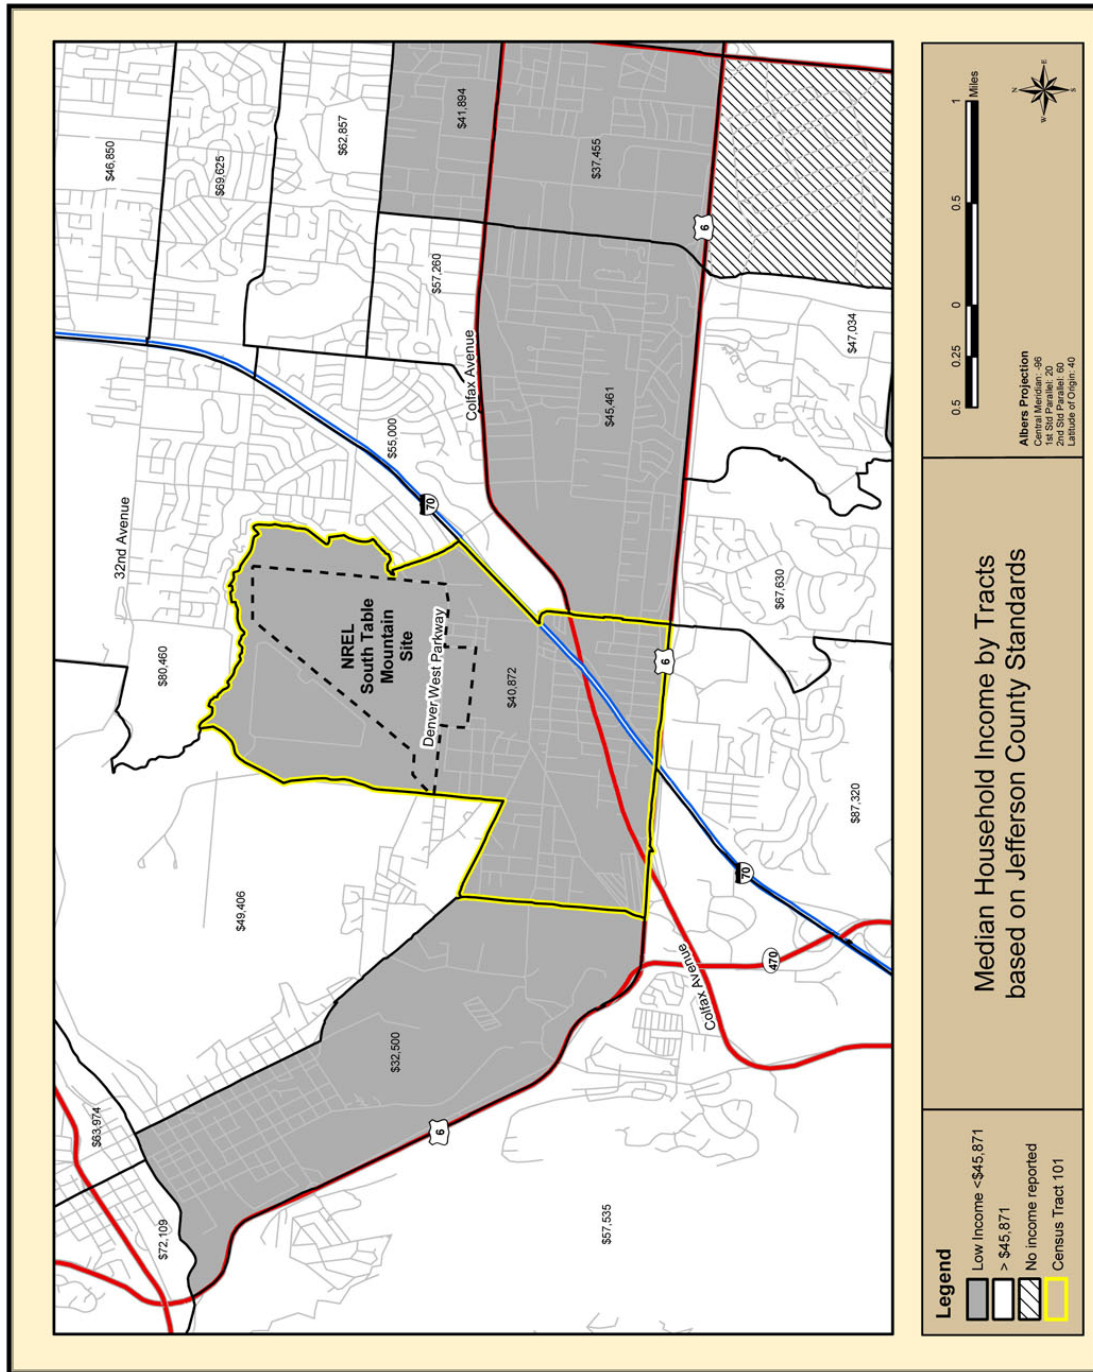 $46,850
$69,625
$62,857
$41,894
$37,455
$57,260
$45,461
$47,034
$55,000
Colfax Avenue
32nd Avenue
70
6
$80,460
NREL
South Table
Mountain
Site
Denver West Parkway
$40,872
6
$67,630
$87,320
70
$49,406
470
Colfax Avenue
$32,500
6
$63,974
$72,109
$57,535
Legend
Low Income <$45,871
> $45,871
No income reported
Census Tract 101
Median Household Income by Tracts
based on Jefferson County Standards
0.5 0.25 0 0.5 1
Miles
Albers Projection
Central Meridian: -96
1st Std Parallel: 20
2nd Std Parallel: 60
Latitude of Origin: 40
N
E
S
W